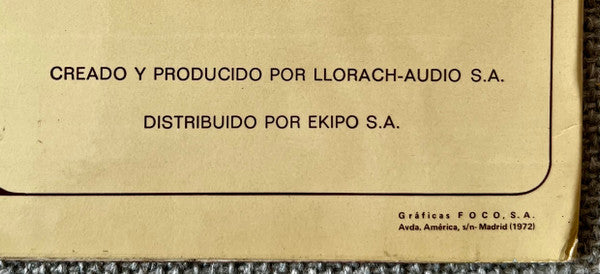 CREADO Y PRODUCIDO POR LLORACH-AUDIO S.A.
DISTRIBUIDO POR EKIPO S.A.
Gráficas FOCO, S.A.
Avda. América, s/n- Madrid (1972)